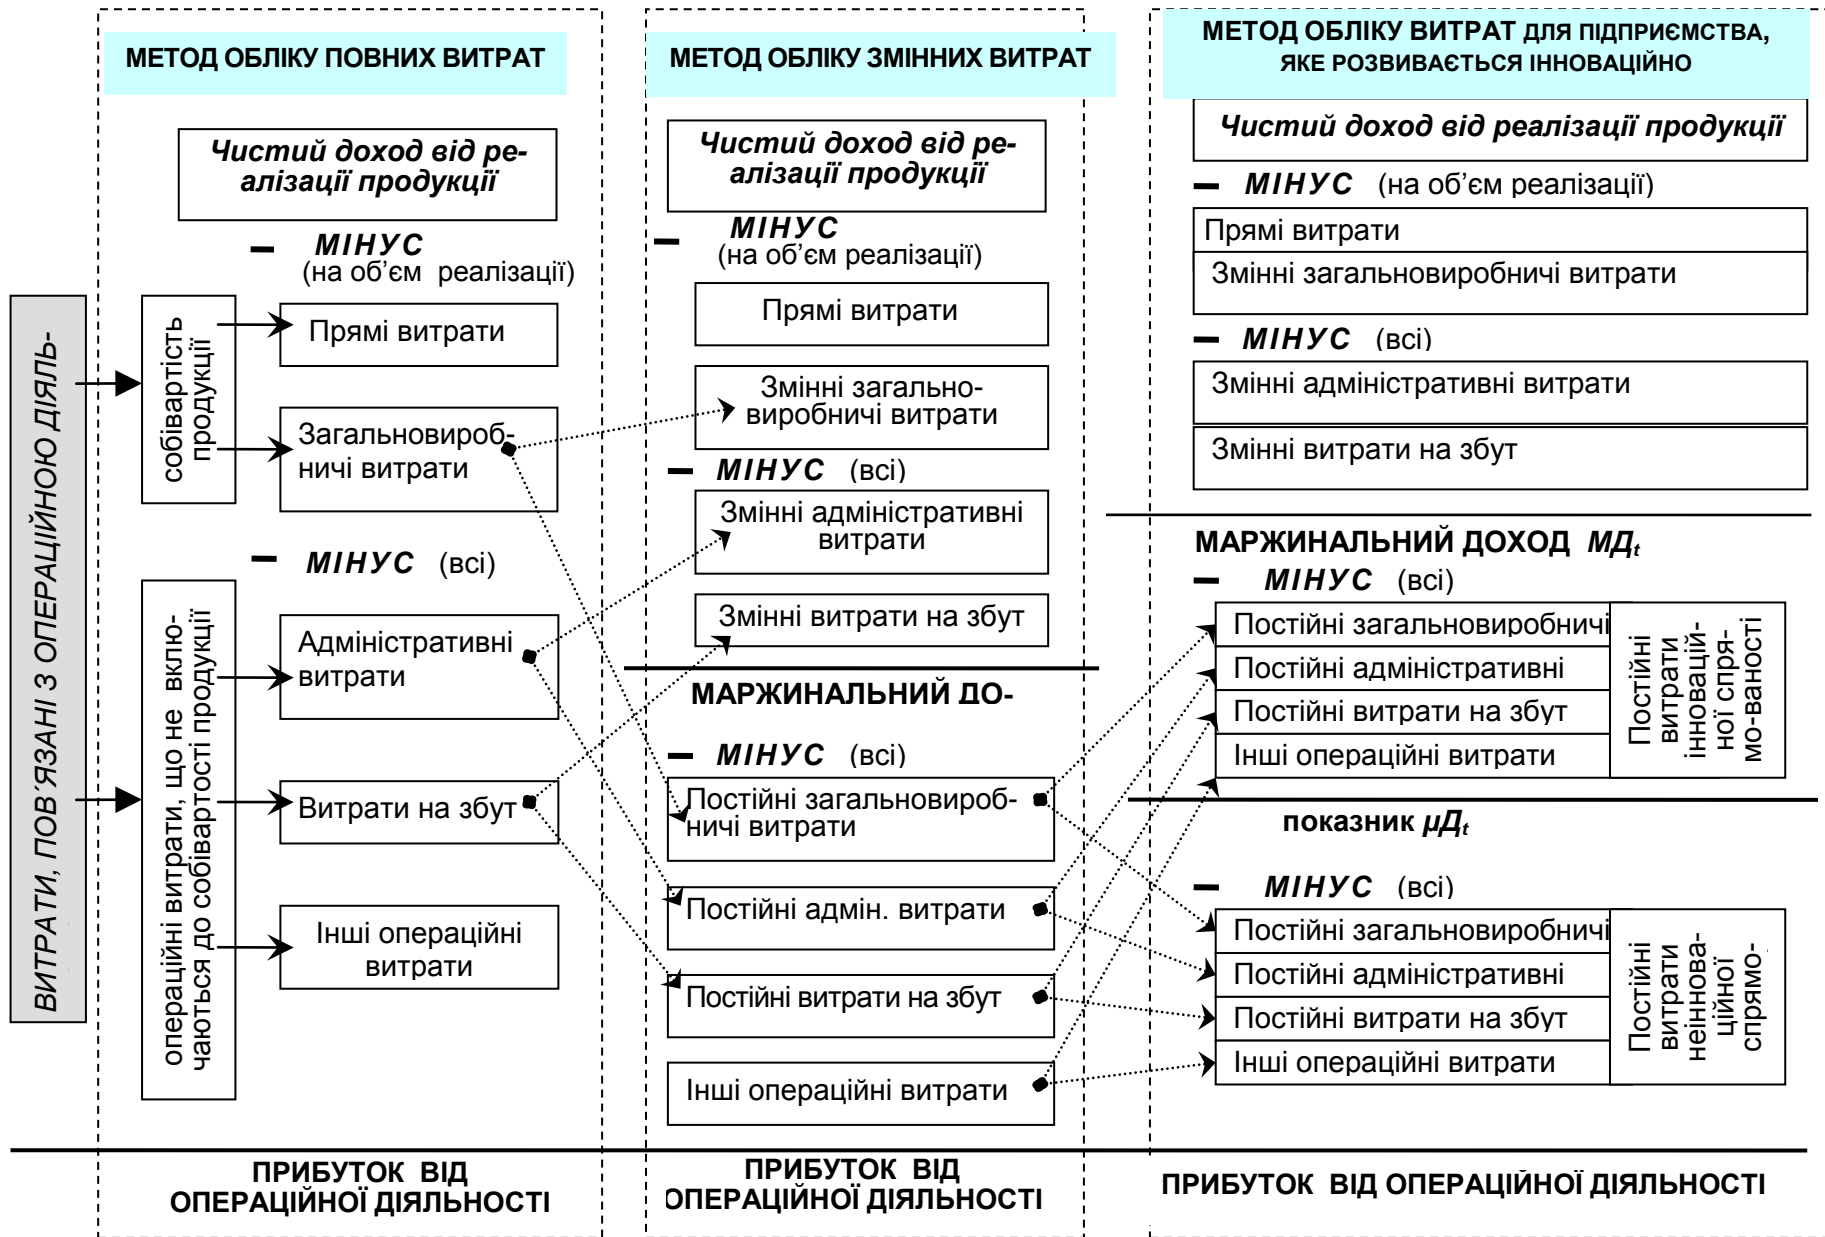 МЕТОД ОБЛІКУ ПОВНИХ ВИТРАТ
Чистий доход від ре-
алізації продукції
МІНУС
(на об’єм реалізації)
ВИТРАТИ, ПОВ’ЯЗАНІ З ОПЕРАЦІЙНОЮ ДІЯЛЬ-
собівартість
продукції
Прямі витрати
Загальновироб-
ничі витрати
МІНУС (всі)
операційні витрати, що не вклю-
чаються до собівартості продукції
Адміністративні
витрати
Витрати на збут
Інші операційні
витрати
ПРИБУТОК ВІД
ОПЕРАЦІЙНОЇ ДІЯЛЬНОСТІ
МЕТОД ОБЛІКУ ЗМІННИХ ВИТРАТ
Чистий доход від ре-
алізації продукції
МІНУС
(на об’єм реалізації)
Прямі витрати
Змінні загально-
виробничі витрати
МІНУС (всі)
Змінні адміністративні
витрати
Змінні витрати на збут
МАРЖИНАЛЬНИЙ ДО-
МІНУС (всі)
Постійні загальновироб-
ничі витрати
Постійні адмін. витрати
Постійні витрати на збут
Інші операційні витрати
ПРИБУТОК ВІД
ОПЕРАЦІЙНОЇ ДІЯЛЬНОСТІ
МЕТОД ОБЛІКУ ВИТРАТ ДЛЯ ПІДПРИЄМСТВА,
ЯКЕ РОЗВИВАЄТЬСЯ ІННОВАЦІЙНО
Чистий доход від реалізації продукції
МІНУС (на об’єм реалізації)
Прямі витрати
Змінні загальновиробничі витрати
МІНУС (всі)
Змінні адміністративні витрати
Змінні витрати на збут
МАРЖИНАЛЬНИЙ ДОХОД МДt
МІНУС (всі)
Постійні загальновиробничі
Постійні адміністративні
Постійні витрати на збут
Інші операційні витрати
Постійні
витрати
інновацій-
ної спря-
мо-ваності
показник µДt
МІНУС (всі)
Постійні загальновиробничі
Постійні адміністративні
Постійні витрати на збут
Інші операційні витрати
Постійні
витрати
неіннова-
ційної
спрямо-
ПРИБУТОК ВІД ОПЕРАЦІЙНОЇ ДІЯЛЬНОСТІ